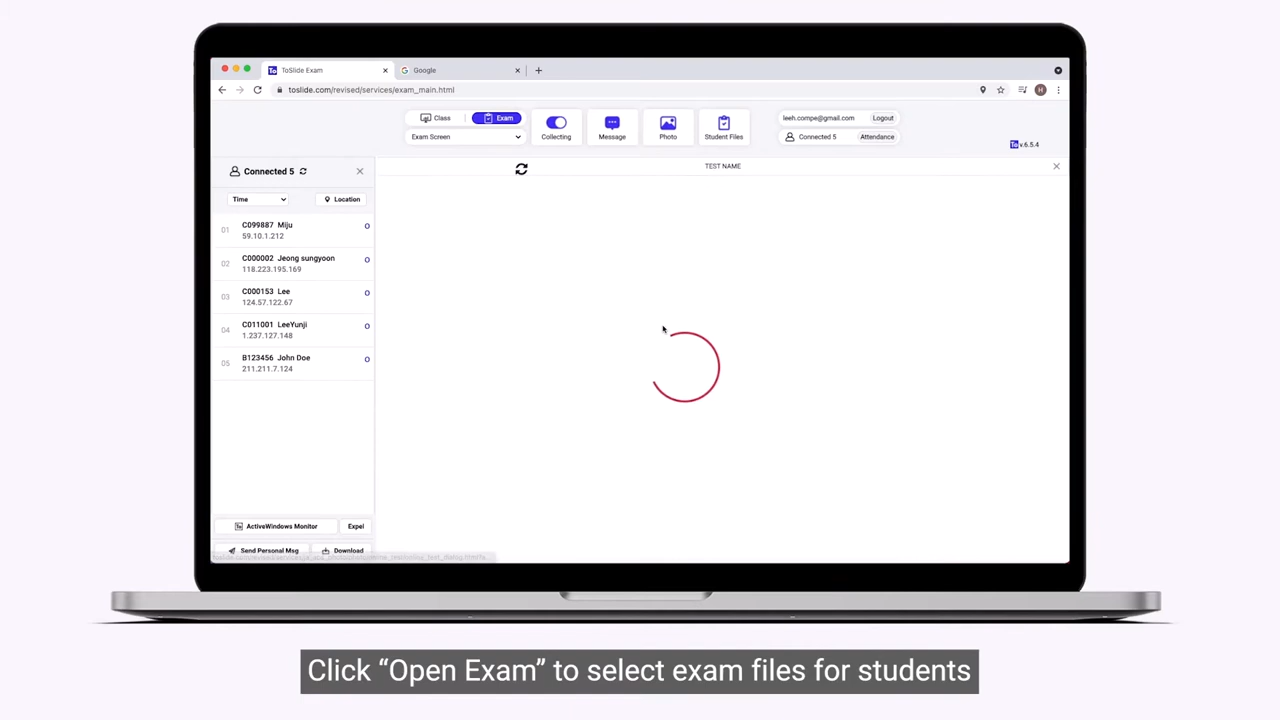 To ToSlide Exam
Google
toslide.com/revised/services/exam_main.html
H
Class
Exam
Exam Screen
Collecting
Message
Photo
Student Files
leeh.compe@gmail.com
Logout
Connected 5
Attendance
To v.6.5.4
Connected 5
TEST NAME
Time
Location
01 C099887 Miju O
59.10.1.212
02 C000002 Jeong sungyoon O
118.223.195.169
03 C000153 Lee O
124.57.122.67
04 C011001 LeeYunji O
1.237.127.148
05 B123456 John Doe O
211.211.7.124
To ActiveWindows Monitor
Expel
Send Personal Msg
Download
Click “Open Exam” to select exam files for students